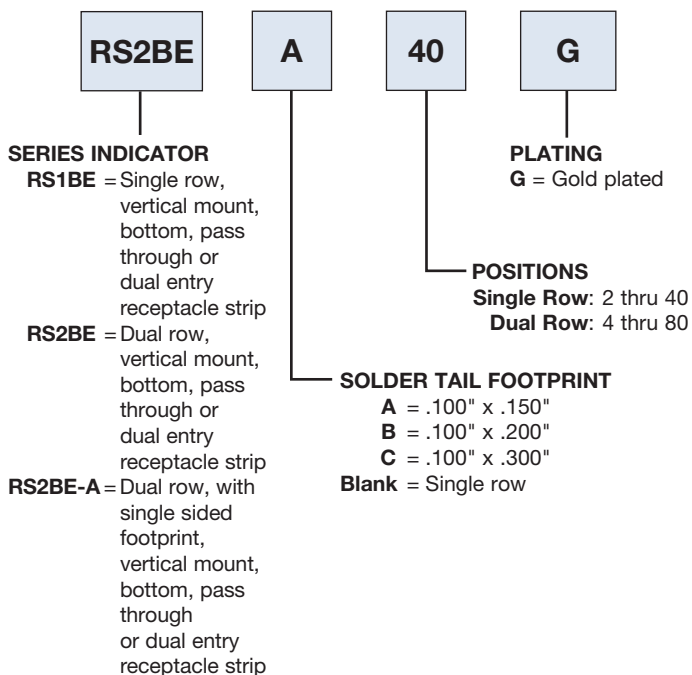 RS2BE A 40 G
SERIES INDICATOR
RS1BE = Single row,
vertical mount,
bottom, pass
through or
dual entry
receptacle strip
RS2BE = Dual row,
vertical mount,
bottom, pass
through or
dual entry
receptacle strip
RS2BE-A = Dual row, with
single sided
footprint,
vertical mount,
bottom, pass
through
or dual entry
receptacle strip
SOLDER TAIL FOOTPRINT
A = .100" x .150"
B = .100" x .200"
C = .100" x .300"
Blank = Single row
POSITIONS
Single Row: 2 thru 40
Dual Row: 4 thru 80
PLATING
G = Gold plated